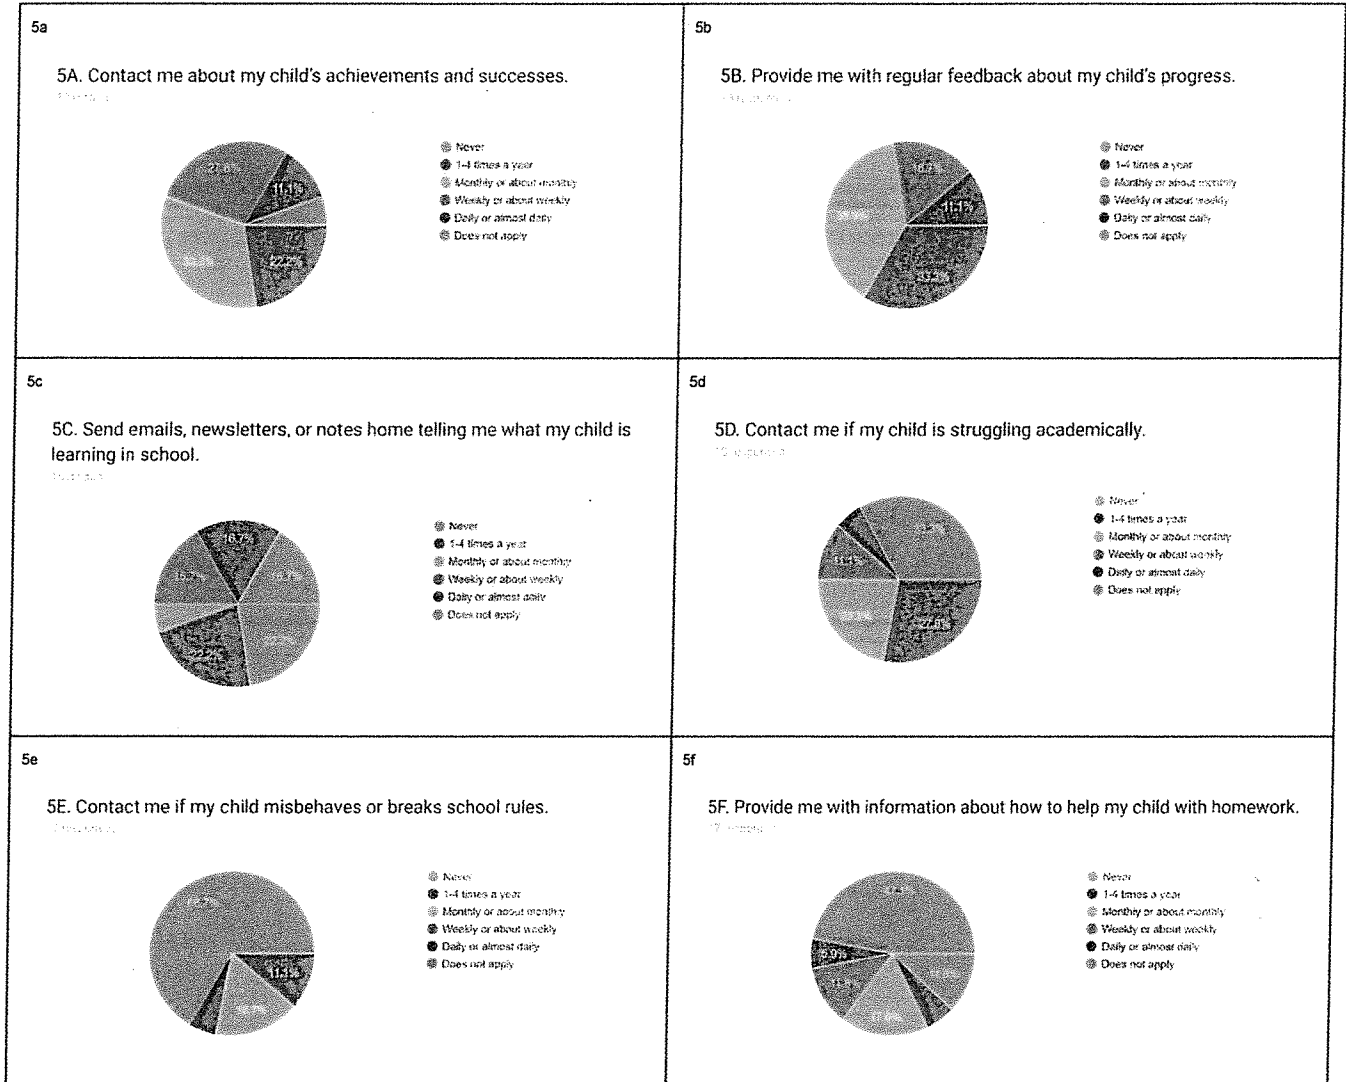 5a
5A. Contact me about my child's achievements and successes.
11.1%
22.2%
Never
1-4 times a year
Monthly or about monthly
Weekly or about weekly
Daily or almost daily
Does not apply
5b
5B. Provide me with regular feedback about my child's progress.
16.7%
11.1%
33.3%
Never
1-4 times a year
Monthly or about monthly
Weekly or about weekly
Daily or almost daily
Does not apply
5c
5C. Send emails, newsletters, or notes home telling me what my child is
learning in school.
16.7%
22.2%
Never
1-4 times a year
Monthly or about monthly
Weekly or about weekly
Daily or almost daily
Does not apply
5d
5D. Contact me if my child is struggling academically.
11.1%
27.8%
Never
1-4 times a year
Monthly or about monthly
Weekly or about weekly
Daily or almost daily
Does not apply
5e
5E. Contact me if my child misbehaves or breaks school rules.
11.1%
Never
1-4 times a year
Monthly or about monthly
Weekly or about weekly
Daily or almost daily
Does not apply
5f
5F. Provide me with information about how to help my child with homework.
5.9%
Never
1-4 times a year
Monthly or about monthly
Weekly or about weekly
Daily or almost daily
Does not apply